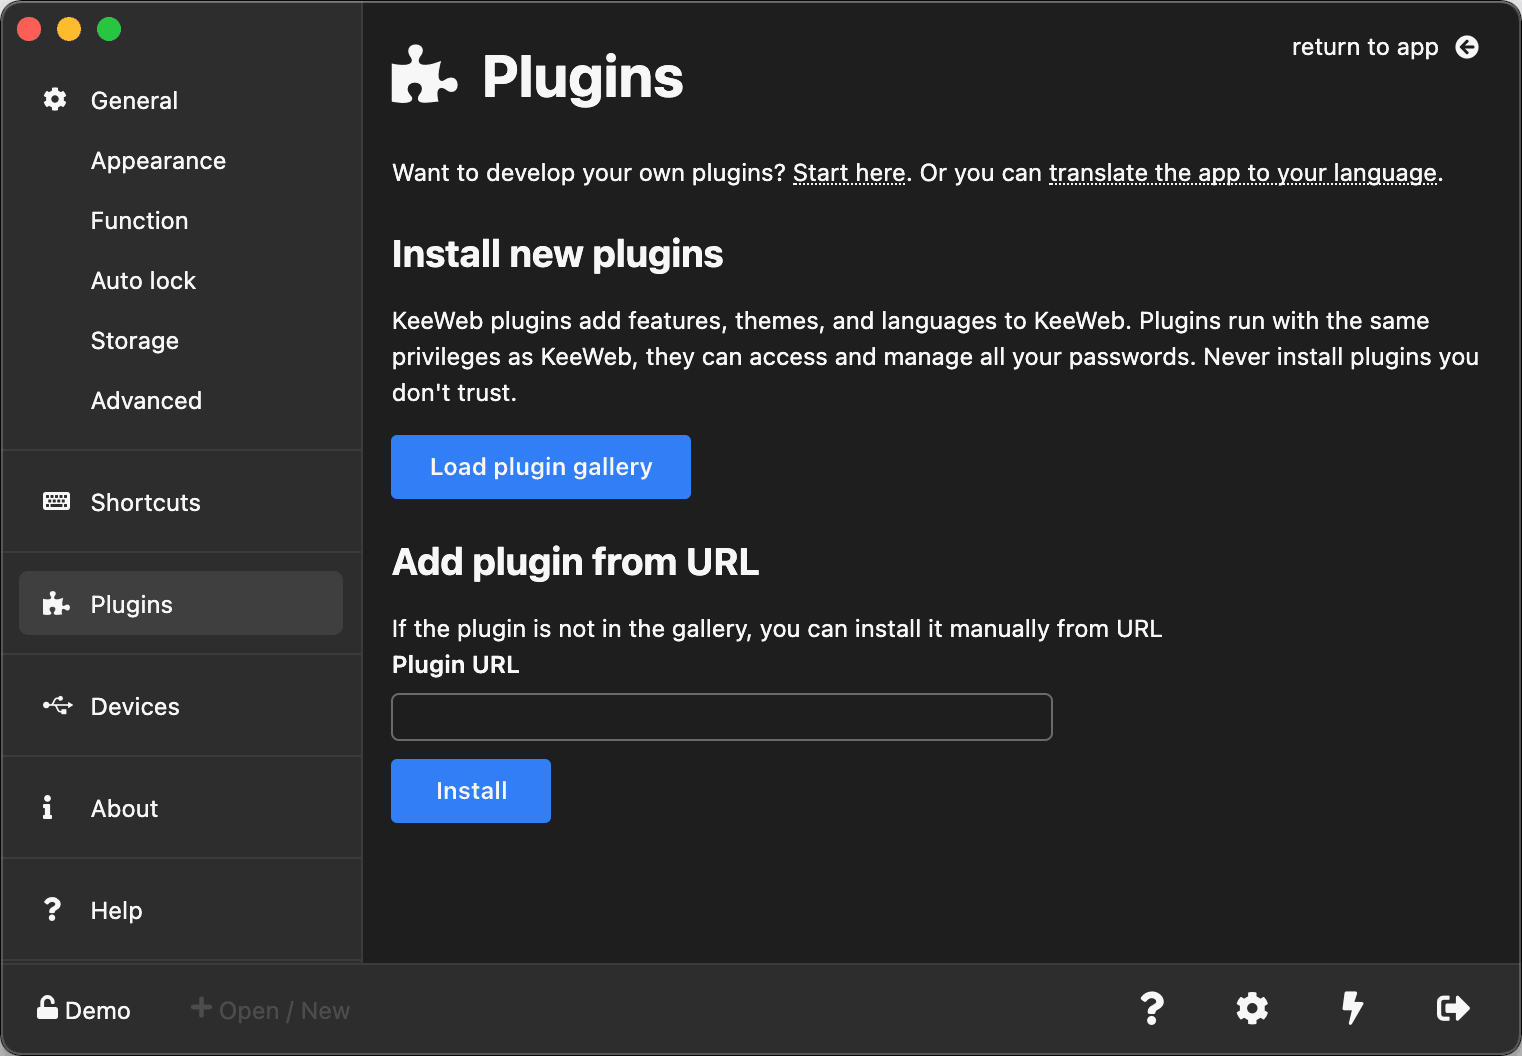 return to app
General
Appearance
Function
Auto lock
Storage
Advanced
Shortcuts
Plugins
Devices
About
Help
Plugins
Want to develop your own plugins? Start here. Or you can translate the app to your language.
Install new plugins
KeeWeb plugins add features, themes, and languages to KeeWeb. Plugins run with the same
privileges as KeeWeb, they can access and manage all your passwords. Never install plugins you
don't trust.
Load plugin gallery
Add plugin from URL
If the plugin is not in the gallery, you can install it manually from URL
Plugin URL
Install
Demo
Open / New